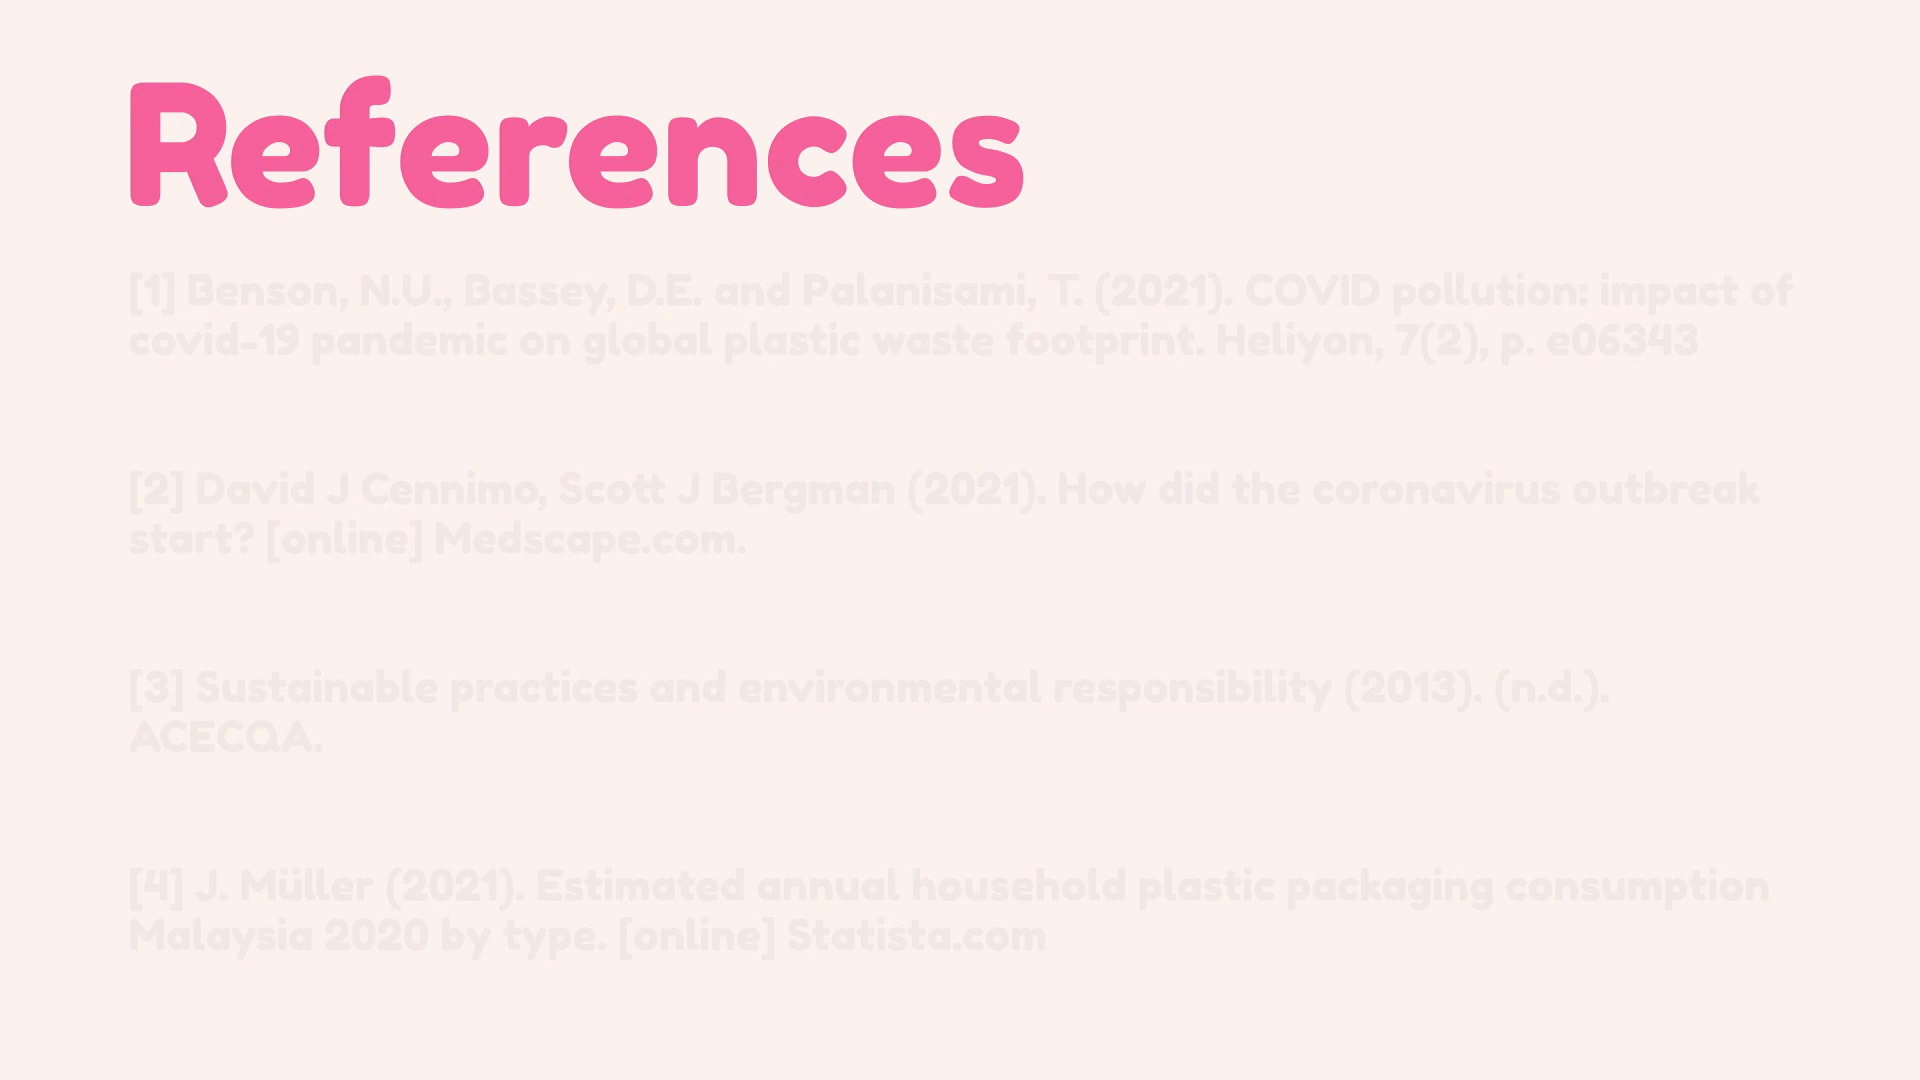 References
[1] Benson, N.U., Bassey, D.E. and Palanisami, T. (2021). COVID pollution: impact of
covid-19 pandemic on global plastic waste footprint. Heliyon, 7(2), p. e06343
[2] David J Cennimo, Scott J Bergman (2021). How did the coronavirus outbreak
start? [online] Medscape.com.
[3] Sustainable practices and environmental responsibility (2013). (n.d.).
ACECQA.
[4] J. Müller (2021). Estimated annual household plastic packaging consumption
Malaysia 2020 by type. [online] Statista.com